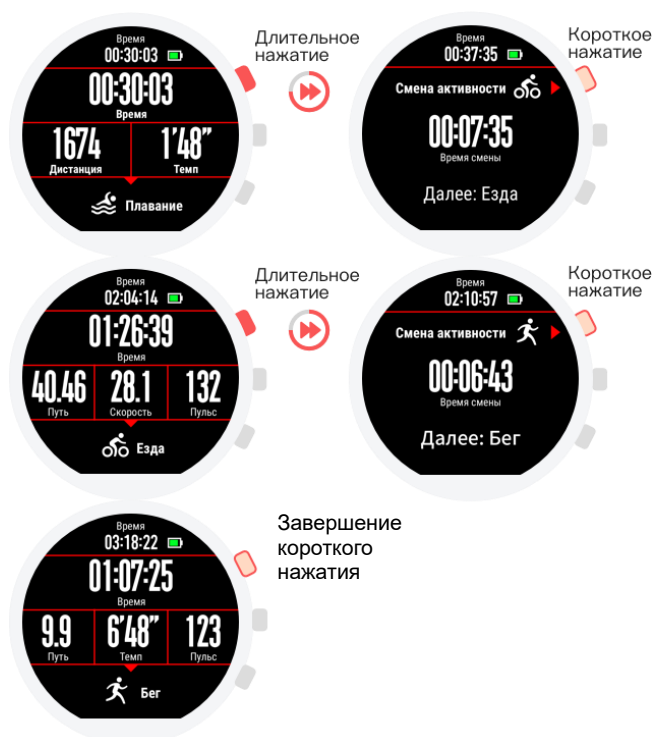 Время
00:30:03
00:30:03
Время
1674 1'48"
Дистанция Темп
Плавание
Длительное
нажатие
Время
00:37:35
Смена активности
00:07:35
Время смены
Далее: Езда
Короткое
нажатие
Время
02:04:14
01:26:39
Время
40.46 28.1 132
Путь Скорость Пульс
Езда
Длительное
нажатие
Время
02:10:57
Смена активности
00:06:43
Время смены
Далее: Бег
Короткое
нажатие
Время
03:18:22
01:07:25
Время
9.9 6'48" 123
Путь Темп Пульс
Бег
Завершение
короткого
нажатия